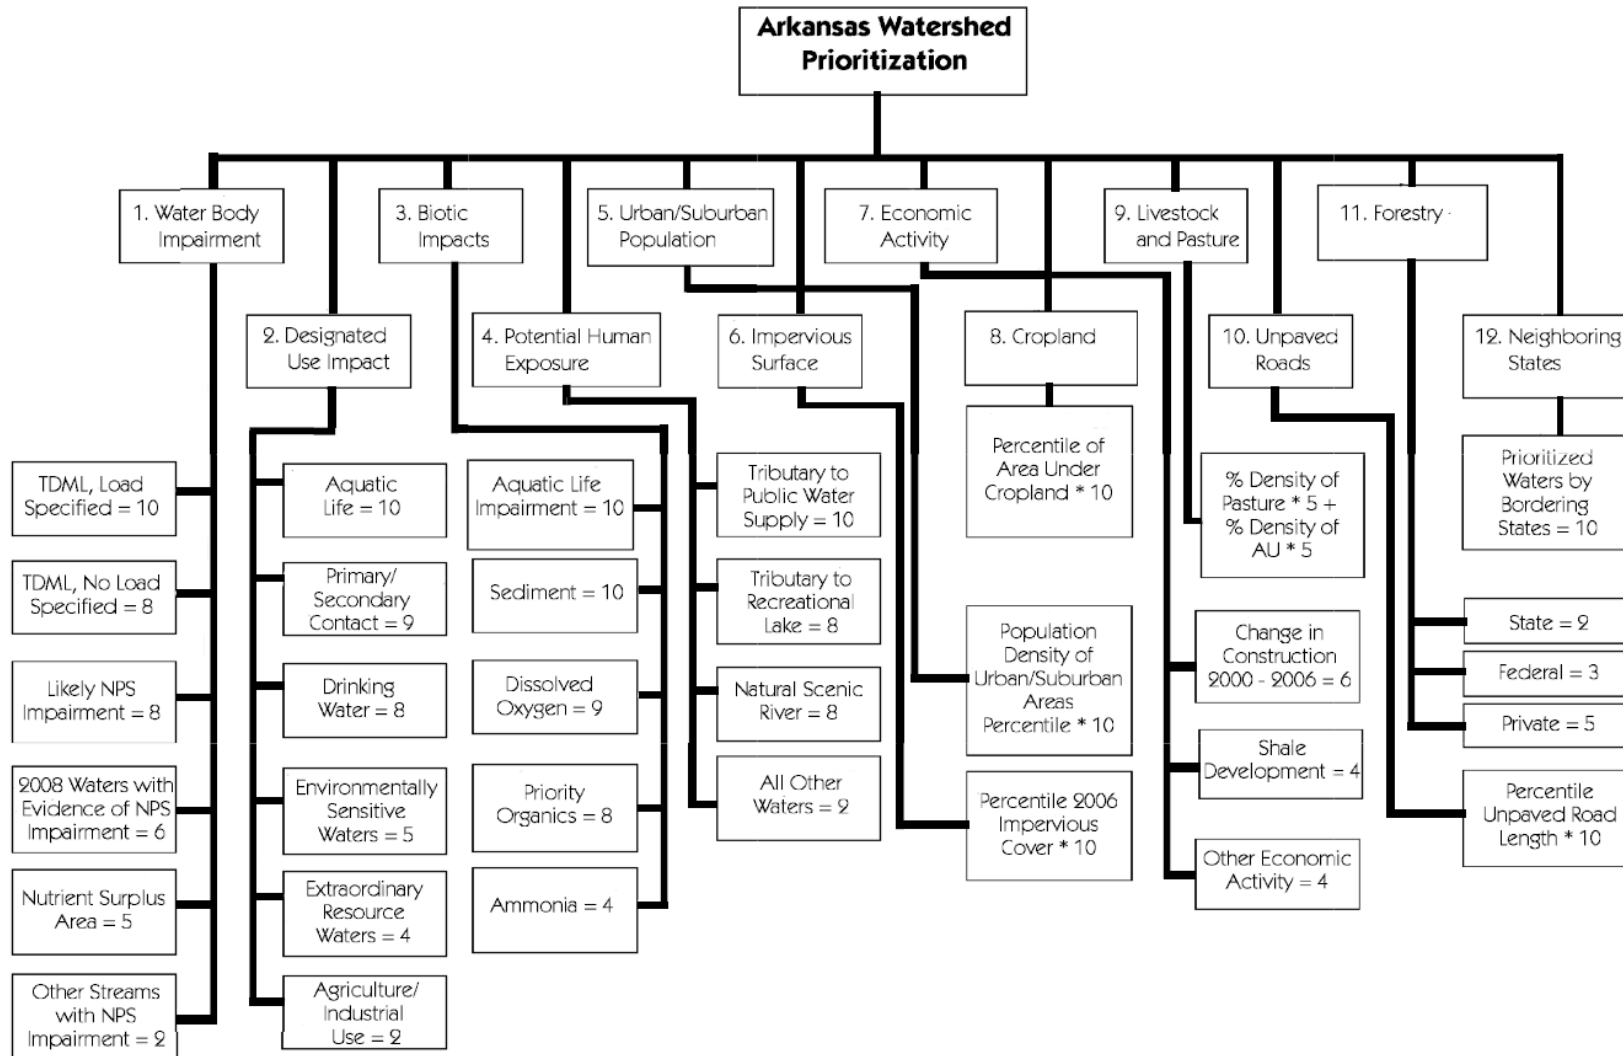 Arkansas Watershed
Prioritization
1. Water Body
Impairment
3. Biotic
Impacts
5. Urban/Suburban
Population
7. Economic
Activity
9. Livestock
and Pasture
11. Forestry
2. Designated
Use Impact
4. Potential Human
Exposure
6. Impervious
Surface
8. Cropland
10. Unpaved
Roads
12. Neighboring
States
TDML, Load
Specified = 10
TDML, No Load
Specified = 8
Likely NPS
Impairment = 8
2008 Waters with
Evidence of NPS
Impairment = 6
Nutrient Surplus
Area = 5
Other Streams
with NPS
Impairment = 2
Aquatic
Life = 10
Primary/
Secondary
Contact = 9
Drinking
Water = 8
Environmentally
Sensitive
Waters = 5
Extraordinary
Resource
Waters = 4
Agriculture/
Industrial
Use = 2
Aquatic Life
Impairment = 10
Sediment = 10
Dissolved
Oxygen = 9
Priority
Organics = 8
Ammonia = 4
Tributary to
Public Water
Supply = 10
Tributary to
Recreational
Lake = 8
Natural Scenic
River = 8
All Other
Waters = 2
Percentile of
Area Under
Cropland * 10
Population
Density of
Urban/Suburban
Areas
Percentile * 10
Percentile 2006
Impervious
Cover * 10
% Density of
Pasture * 5 +
% Density of
AU * 5
Change in
Construction
2000 - 2006 = 6
Shale
Development = 4
Other Economic
Activity = 4
Prioritized
Waters by
Bordering
States = 10
State = 2
Federal = 3
Private = 5
Percentile
Unpaved Road
Length * 10